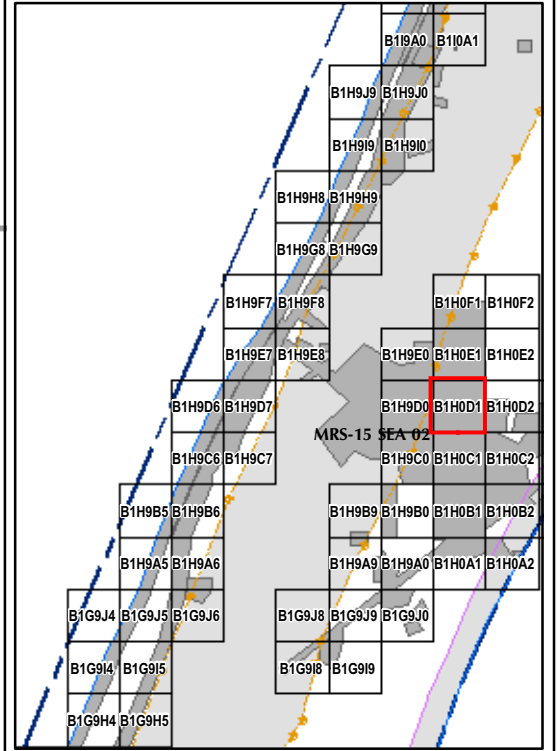 B1I9A0 B1I0A1
B1H9J9 B1H9J0
B1H9I9 B1H9I0
B1H9H8 B1H9H9
B1H9G8 B1H9G9
B1H9F7 B1H9F8 B1H0F1 B1H0F2
B1H9E7 B1H9E8 B1H9E0 B1H0E1 B1H0E2
B1H9D6 B1H9D7 B1H9D0 B1H0D1 B1H0D2
MRS-15 SEA 02
B1H9C6 B1H9C7 B1H9C0 B1H0C1 B1H0C2
B1H9B5 B1H9B6 B1H9B9 B1H9B0 B1H0B1 B1H0B2
B1H9A5 B1H9A6 B1H9A9 B1H9A0 B1H0A1 B1H0A2
B1G9J4 B1G9J5 B1G9J6 B1G9J8 B1G9J9 B1G9J0
B1G9I4 B1G9I5 B1G9I8 B1G9I9
B1G9H4 B1G9H5